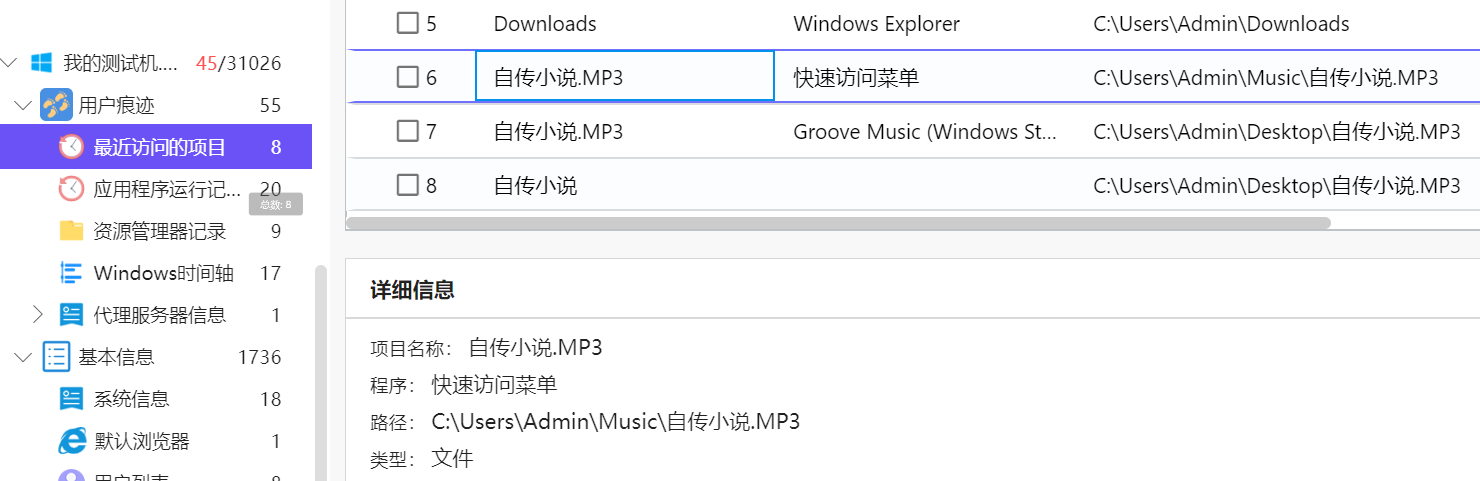 5 Downloads Windows Explorer C:\Users\Admin\Downloads
我的测试机.... 45/31026
6 自传小说.MP3 快速访问菜单 C:\Users\Admin\Music\自传小说.MP3
用户痕迹 55
7 自传小说.MP3 Groove Music (Windows St... C:\Users\Admin\Desktop\自传小说.MP3
最近访问的项目 8
8 自传小说 C:\Users\Admin\Desktop\自传小说.MP3
应用程序运行记... 20
总数: 8
资源管理器记录 9
Windows时间轴 17
代理服务器信息 1
基本信息 1736
系统信息 18
默认浏览器 1
用户列表 8
详细信息
项目名称: 自传小说.MP3
程序: 快速访问菜单
路径: C:\Users\Admin\Music\自传小说.MP3
类型: 文件